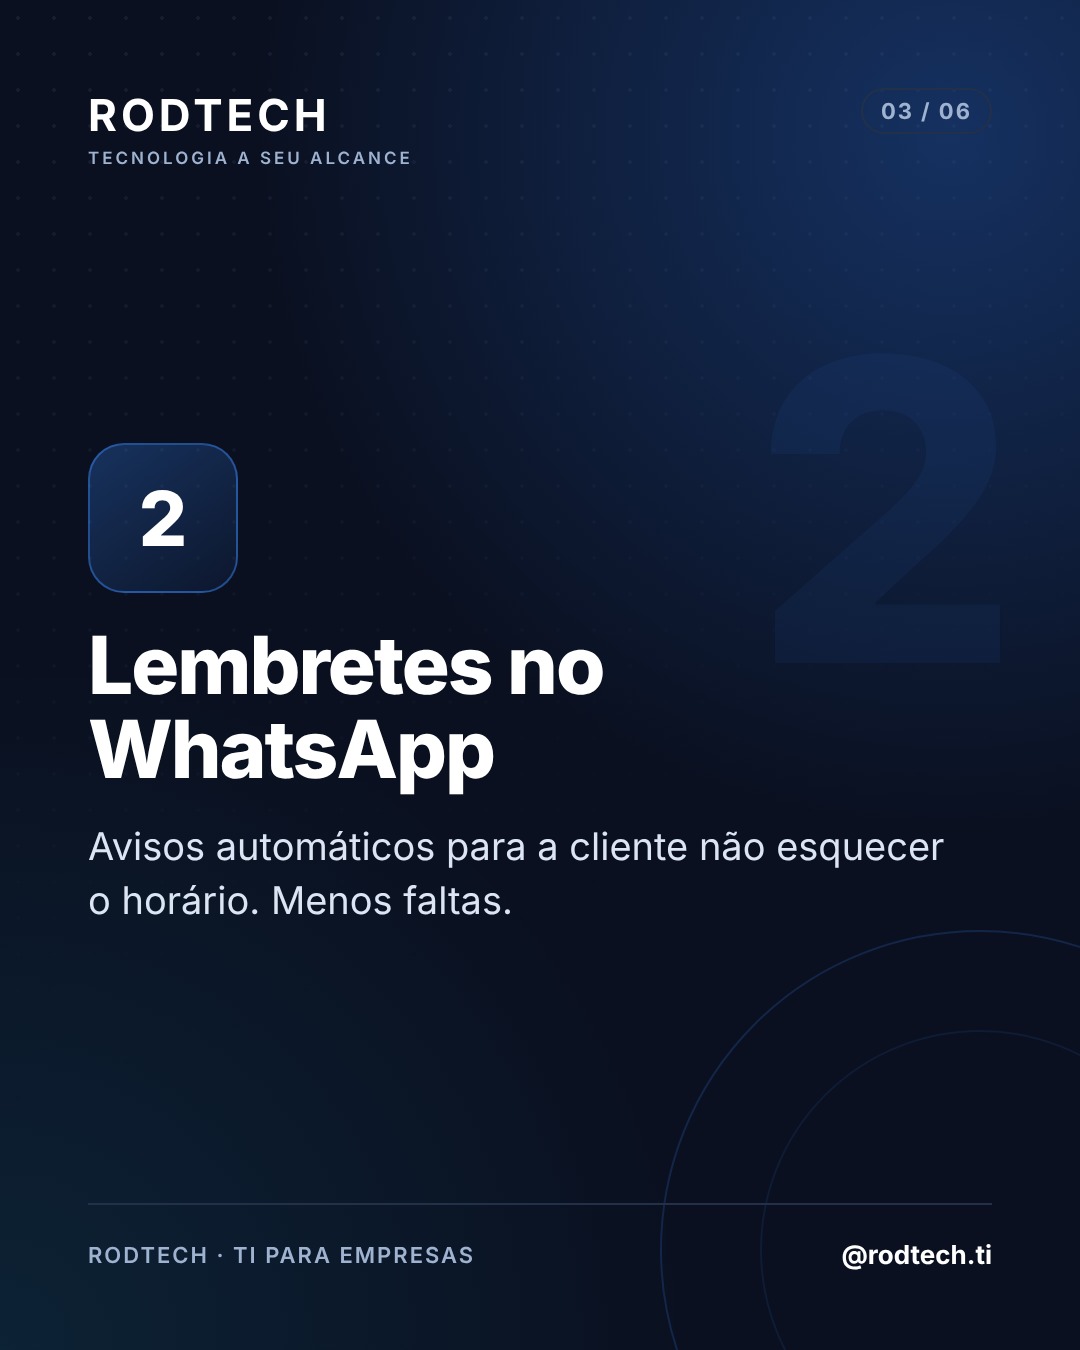 RODTECH
TECNOLOGIA A SEU ALCANCE
03 / 06
2
2
Lembretes no
WhatsApp
Avisos automáticos para a cliente não esquecer
o horário. Menos faltas.
RODTECH · TI PARA EMPRESAS
@rodtech.ti